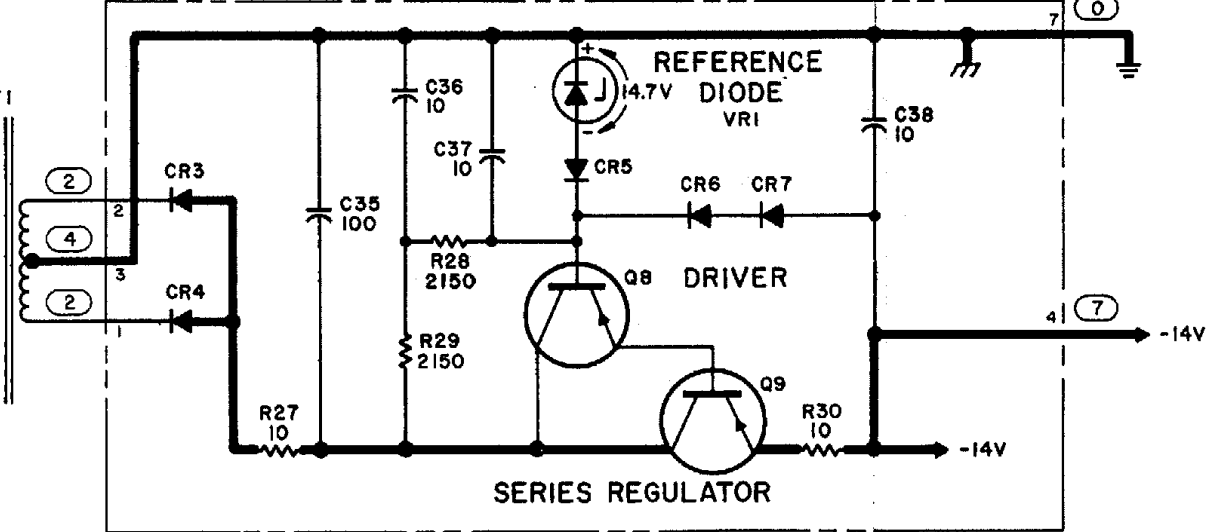 7 0
+
REFERENCE
DIODE
VR1
14.7V
-
C36
10
C38
10
C37
10
CR3
CR5
2
2
CR6 CR7
C35
100
4
3
R28
2150
Q8 DRIVER
2
CR4
1
4 7
-14V
R29
2150
Q9
R27
10
R30
10
-14V
SERIES REGULATOR